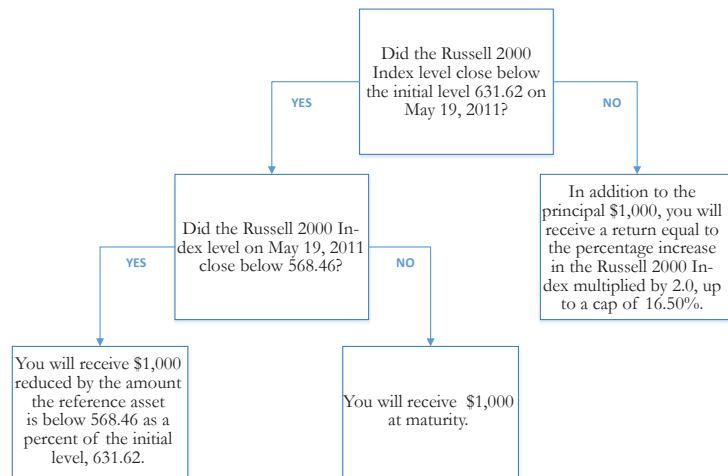 Did the Russell 2000
Index level close below
the initial level 631.62 on
May 19, 2011?
YES
NO
Did the Russell 2000 In-
dex level on May 19, 2011
close below 568.46?
In addition to the
principal $1,000, you will
receive a return equal to
the percentage increase
in the Russell 2000 In-
dex multiplied by 2.0, up
to a cap of 16.50%.
YES
NO
You will receive $1,000
reduced by the amount
the reference asset
is below 568.46 as a
percent of the initial
level, 631.62.
You will receive $1,000
at maturity.